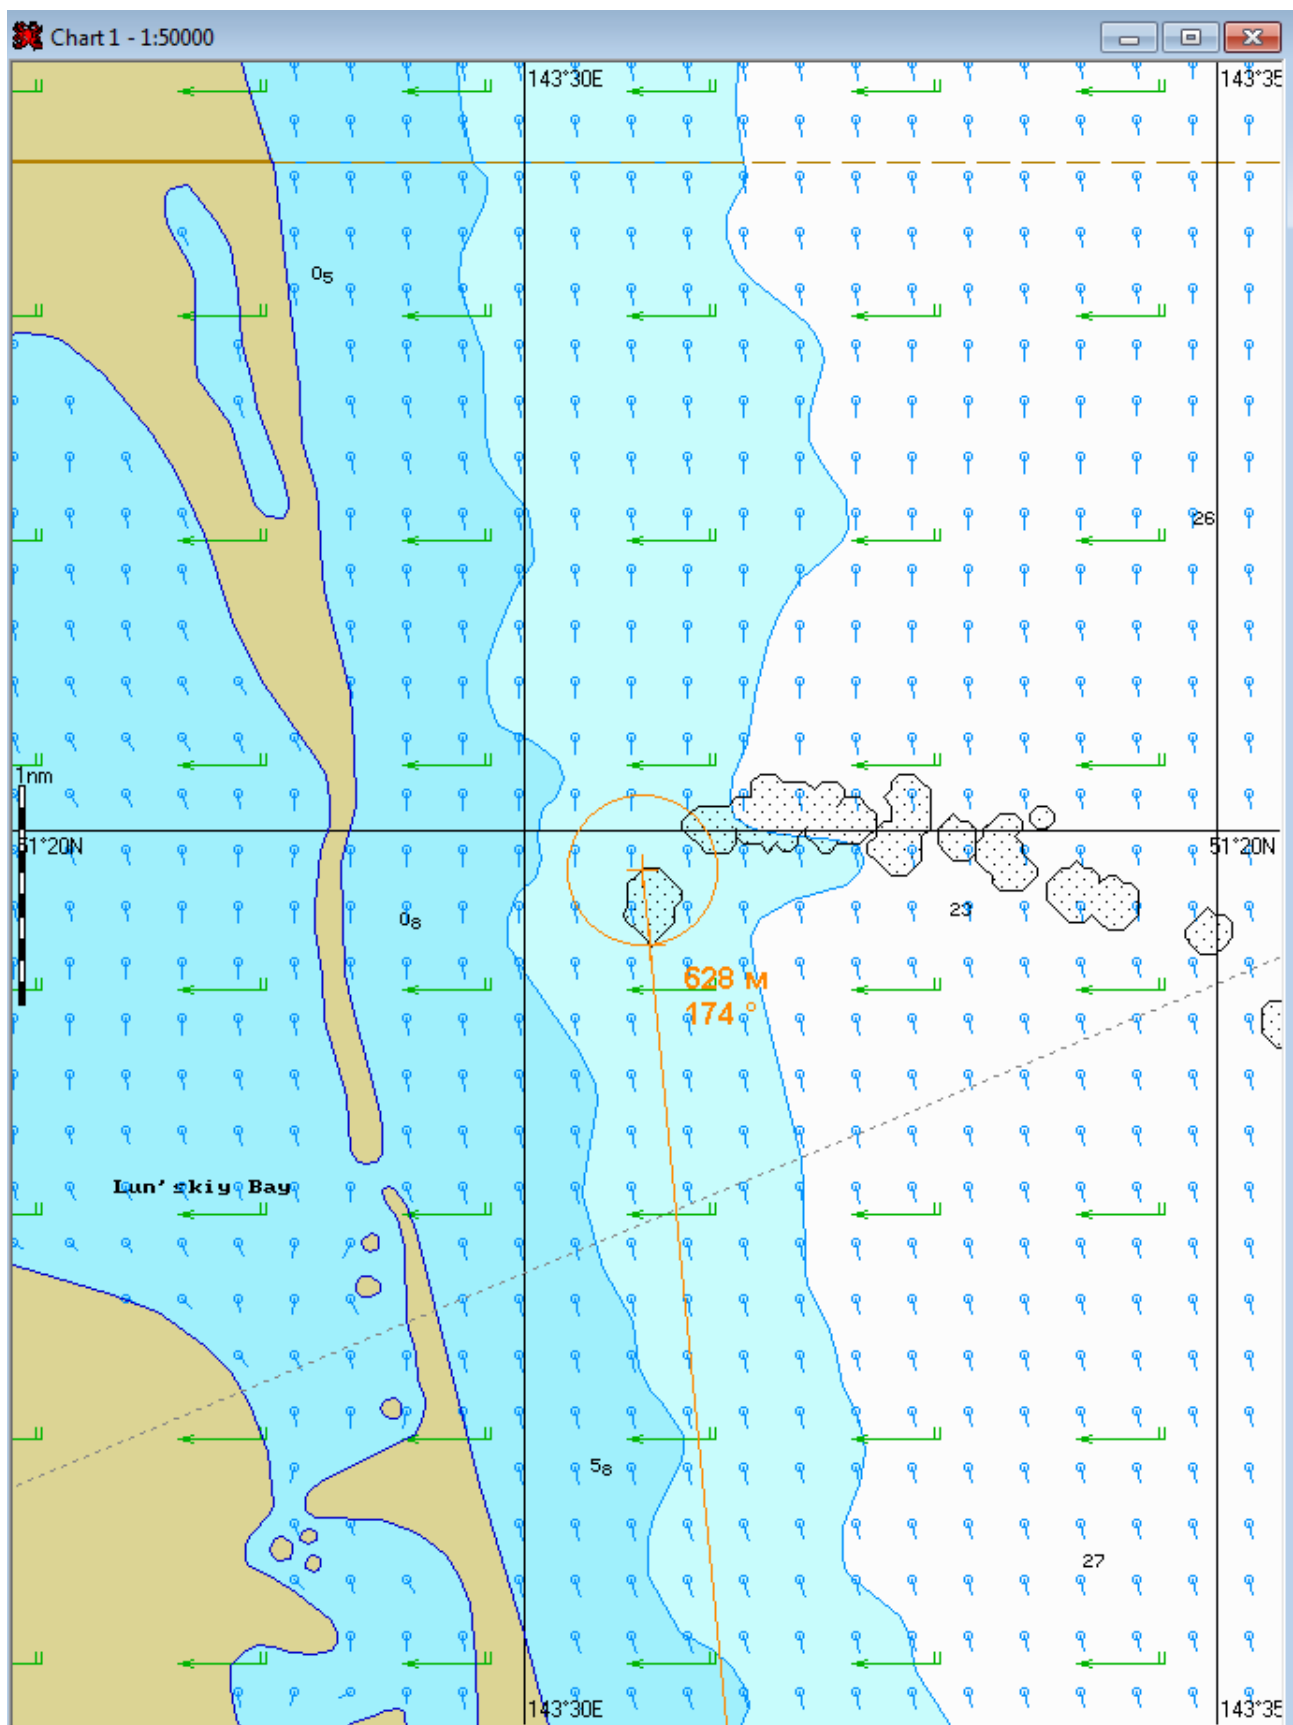 Chart 1 - 1:50000
143°30E
143°35
0₅
26
1nm
51°20N
51°20N
0₈
23
628 м
174 °
Lun'skiy Bay
5₈
27
143°30E
143°35